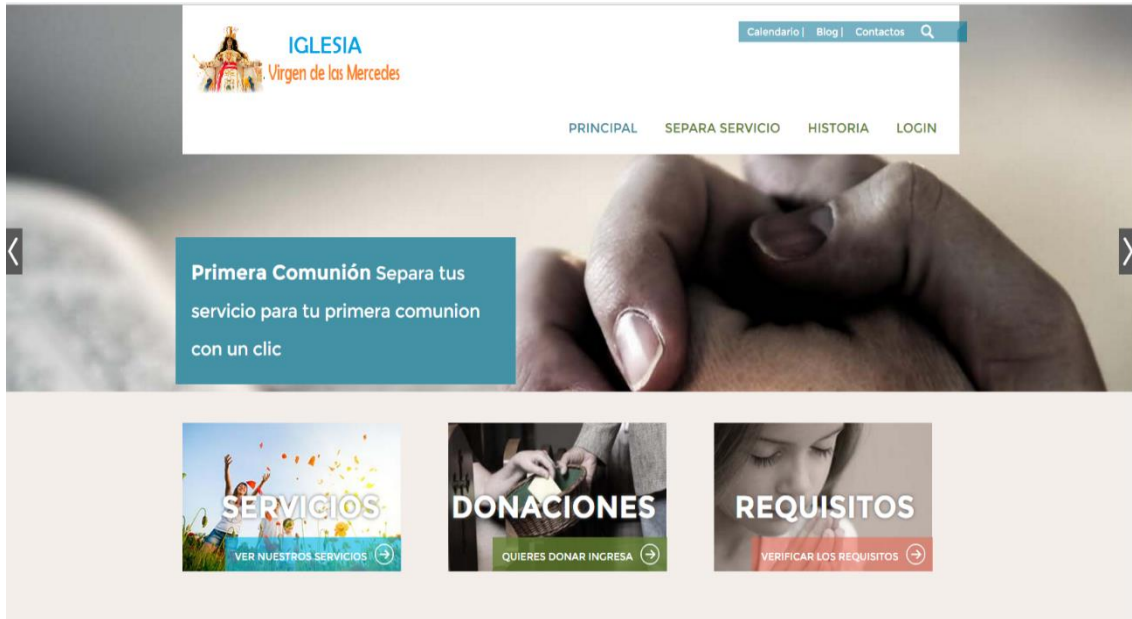 IGLESIA
Virgen de las Mercedes
Calendario | Blog | Contactos
PRINCIPAL SEPARA SERVICIO HISTORIA LOGIN
Primera Comunión Separa tus
servicio para tu primera comunion
con un clic
SERVICIOS
VER NUESTROS SERVICIOS
DONACIONES
QUIERES DONAR INGRESA
REQUISITOS
VERIFICAR LOS REQUISITOS